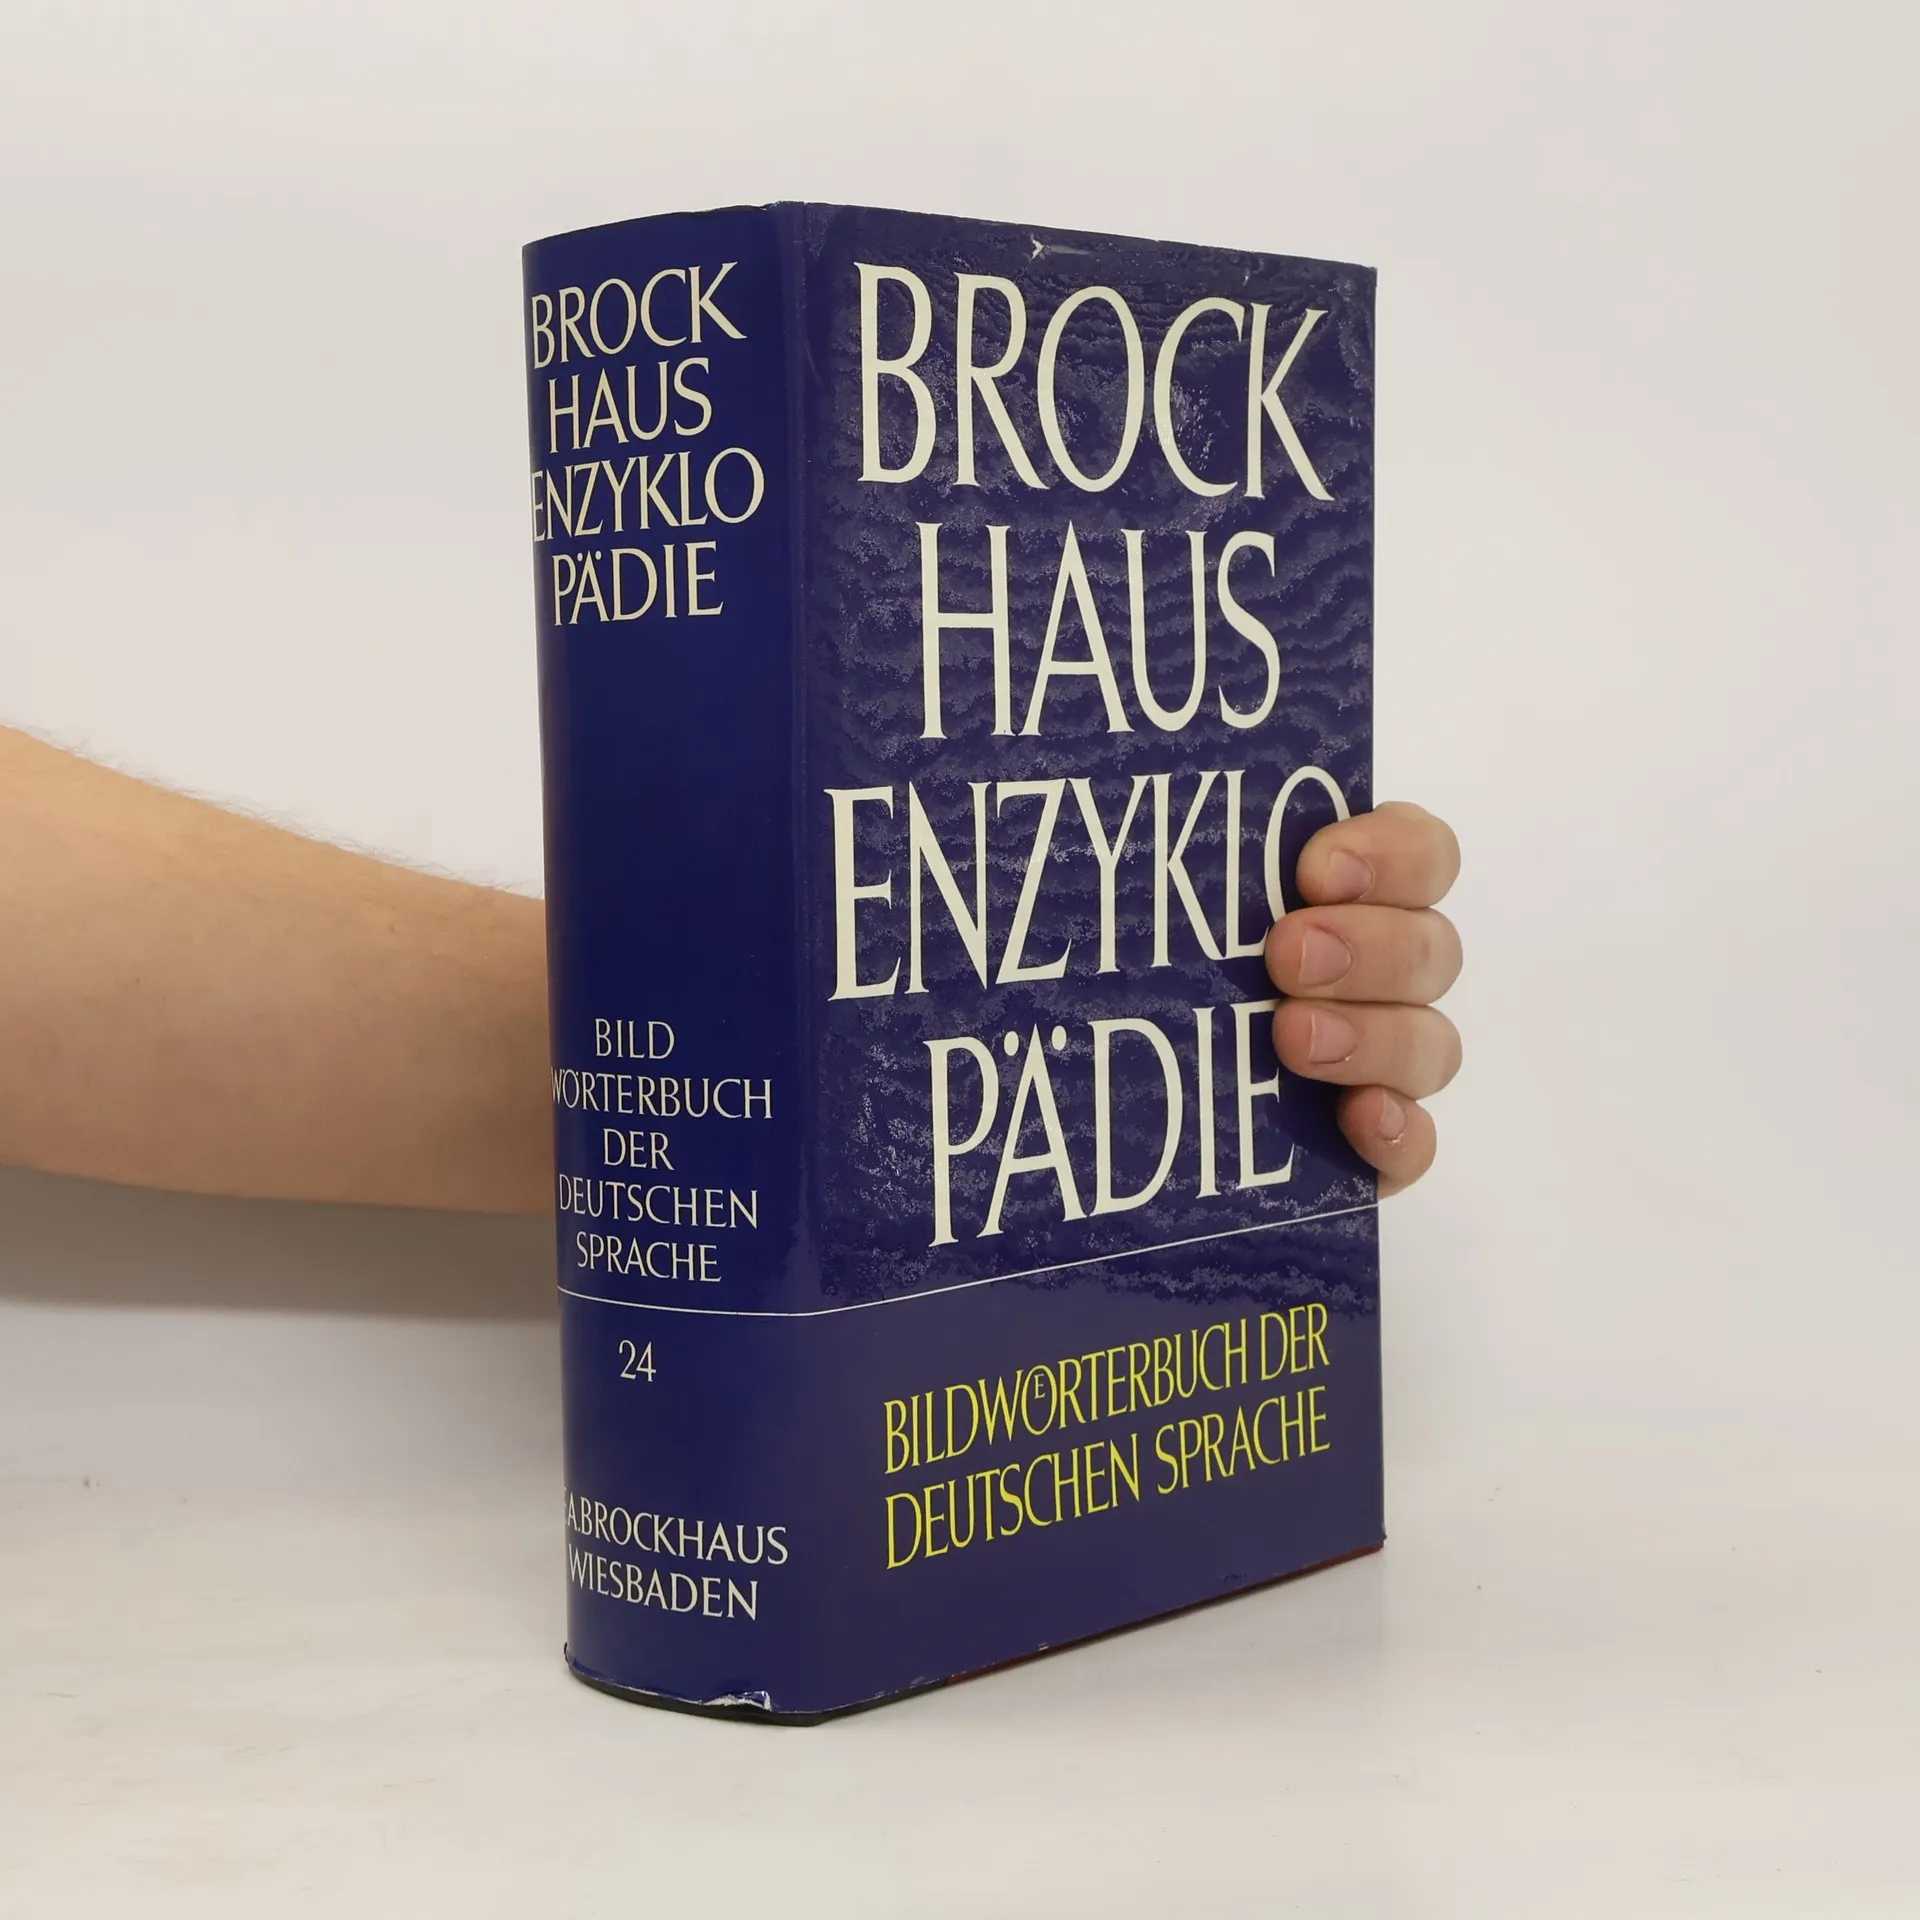 BROCK
HAUS
ENZYKLO
PÄDIE
BILD
WÖRTERBUCH
DER
DEUTSCHEN
SPRACHE
24
F.A.BROCKHAUS
WIESBADEN
BROCK
HAUS
ENZYKLO
PÄDIE
BILDWÖRTERBUCH DER
DEUTSCHEN SPRACHE